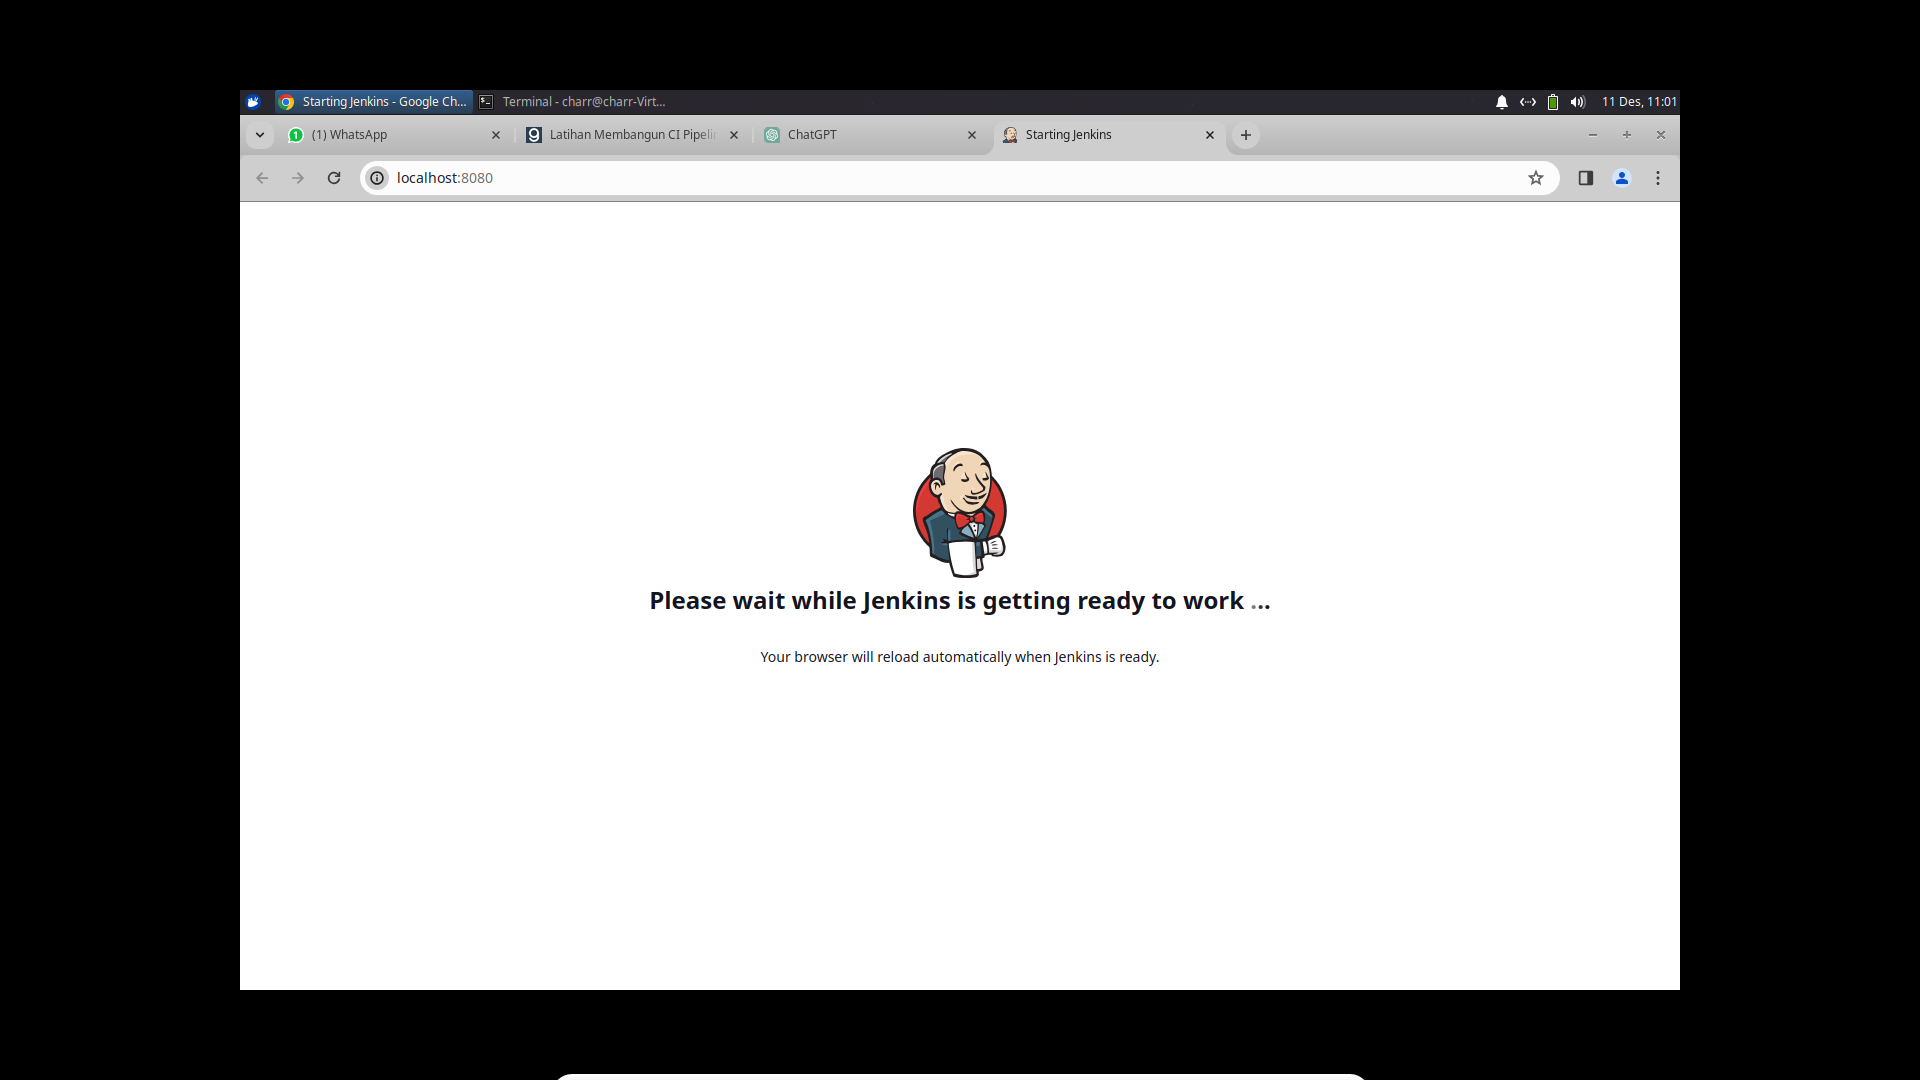 Starting Jenkins - Google Ch...
Terminal - charr@charr-Virt...
11 Des, 11:01
(1) WhatsApp
Latihan Membangun CI Pipeli
ChatGPT
Starting Jenkins
localhost:8080
Please wait while Jenkins is getting ready to work ...
Your browser will reload automatically when Jenkins is ready.